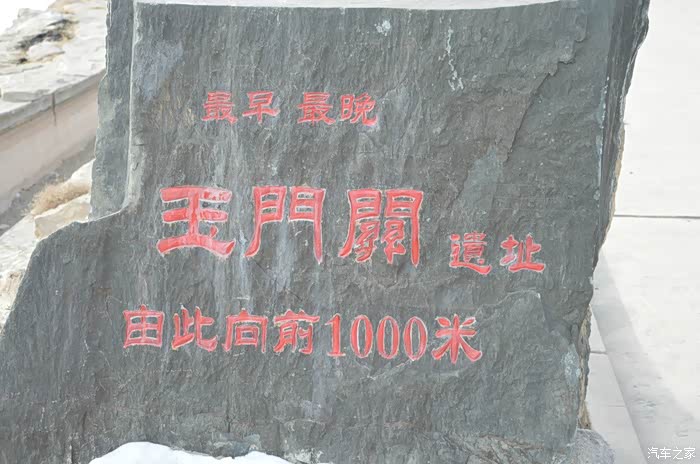 最早 最晚
玉門關 遺址
由此向前1000米
汽车之家